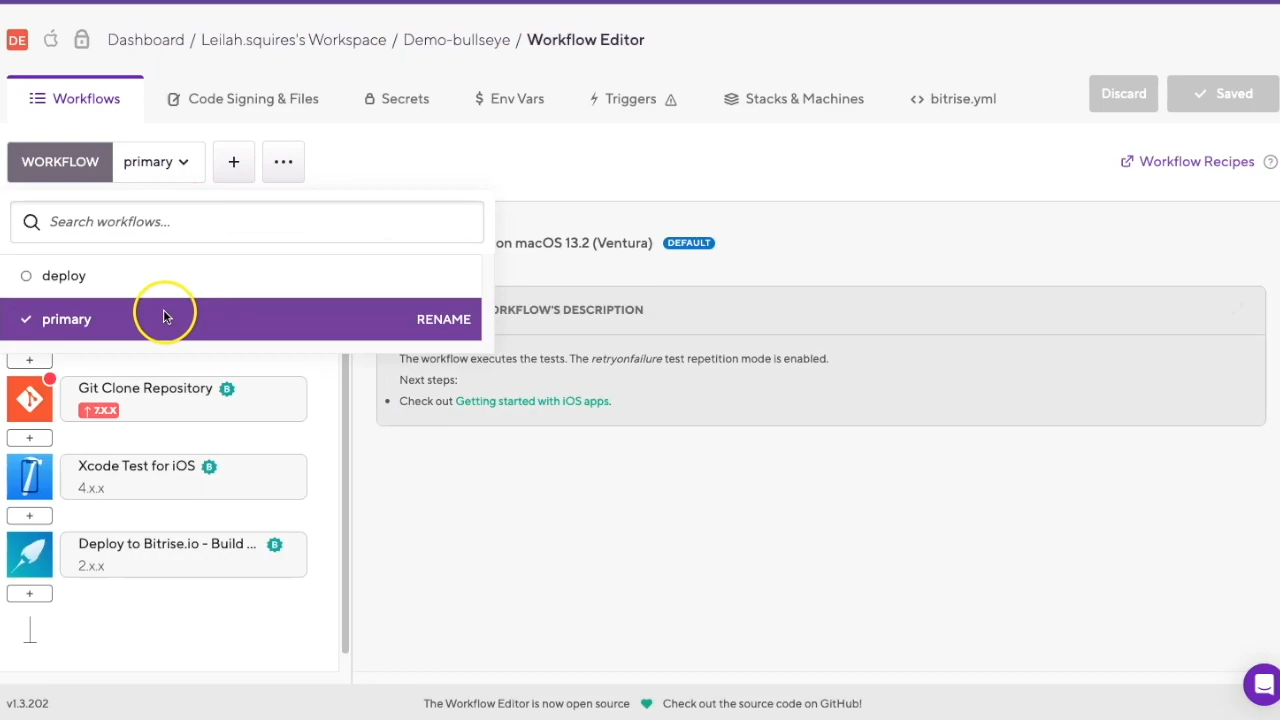 DE Dashboard / Leilah.squires's Workspace / Demo-bullseye / Workflow Editor
Workflows Code Signing & Files Secrets $ Env Vars Triggers Stacks & Machines <> bitrise.yml Discard Saved
WORKFLOW primary + ... Workflow Recipes ?
Search workflows...
on macOS 13.2 (Ventura) DEFAULT
deploy
primary RENAME
ORKFLOW'S DESCRIPTION
+
The workflow executes the tests. The retryonfailure test repetition mode is enabled.
Next steps:
• Check out Getting started with iOS apps.
Git Clone Repository B
↑ 7.X.X
+
Xcode Test for iOS B
4.x.x
+
Deploy to Bitrise.io - Build ... B
2.x.x
+
v1.3.202 The Workflow Editor is now open source Check out the source code on GitHub!